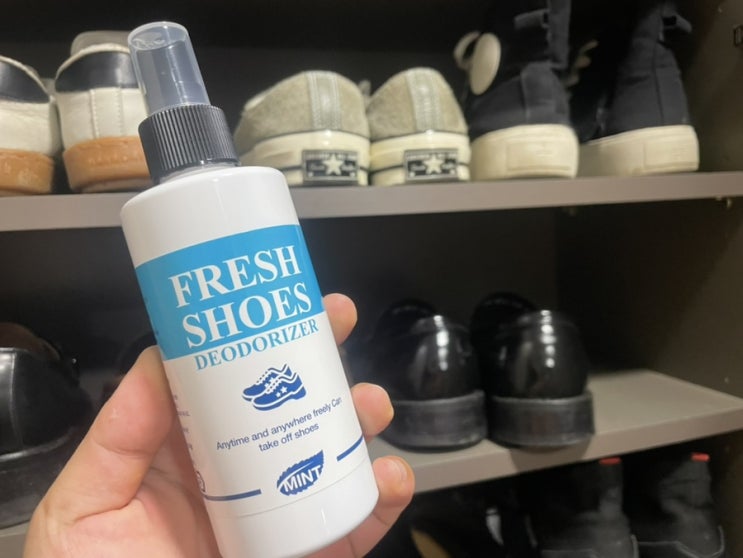 FRESH
SHOES
DEODORIZER
Anytime and anywhere freely Can
take off shoes
MINT